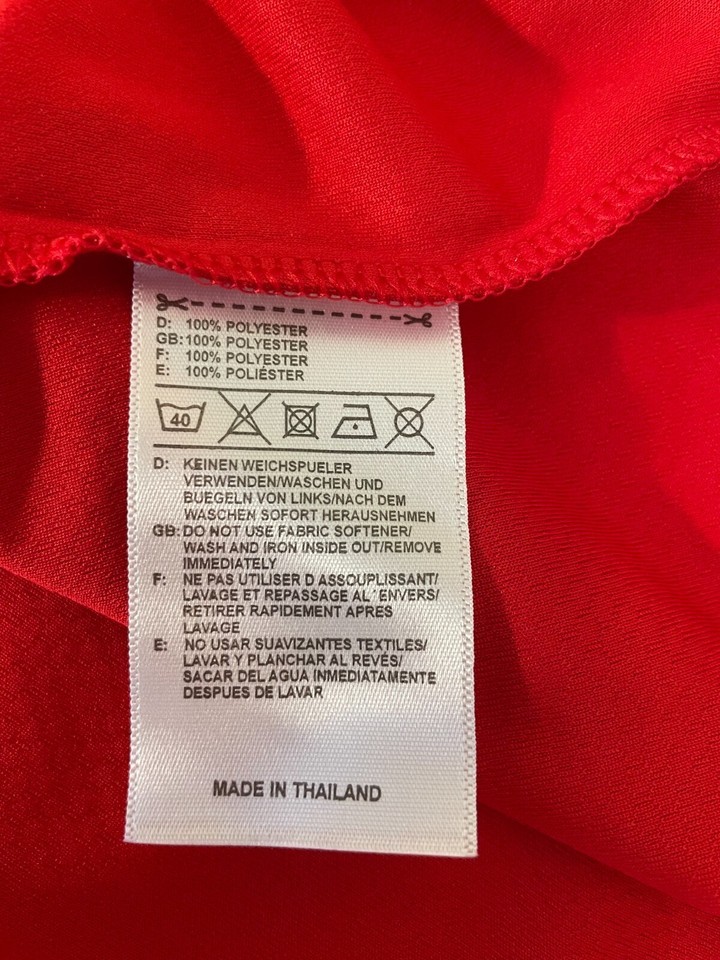 D: 100% POLYESTER
GB: 100% POLYESTER
F: 100% POLYESTER
E: 100% POLIÉSTER
40
D: KEINEN WEICHSPUELER
VERWENDEN/WASCHEN UND
BUEGELN VON LINKS/NACH DEM
WASCHEN SOFORT HERAUSNEHMEN
GB: DO NOT USE FABRIC SOFTENER/
WASH AND IRON INSIDE OUT/REMOVE
IMMEDIATELY
F: NE PAS UTILISER D ASSOUPLISSANT/
LAVAGE ET REPASSAGE AL´ENVERS/
RETIRER RAPIDEMENT APRES
LAVAGE
E: NO USAR SUAVIZANTES TEXTILES/
LAVAR Y PLANCHAR AL REVÉS/
SACAR DEL AGUA INMEDIATAMENTE
DESPUES DE LAVAR
MADE IN THAILAND